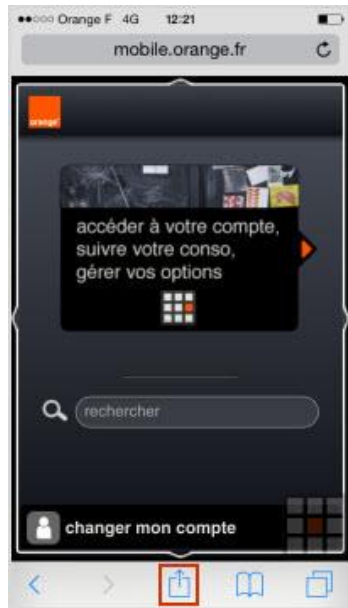 Orange F 4G 12:21
mobile.orange.fr
orange
accéder à votre compte,
suivre votre conso,
gérer vos options
rechercher
changer mon compte